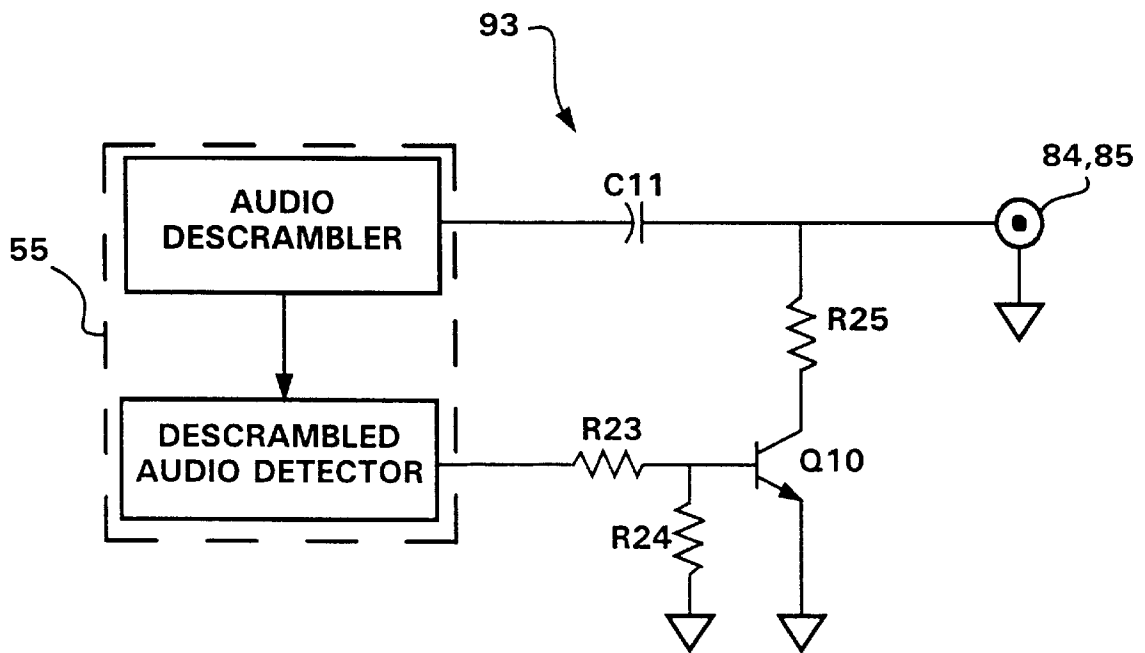 93
84,85
C11
AUDIO
DESCRAMBLER
55
R25
R23
DESCRAMBLED
AUDIO DETECTOR
Q10
R24